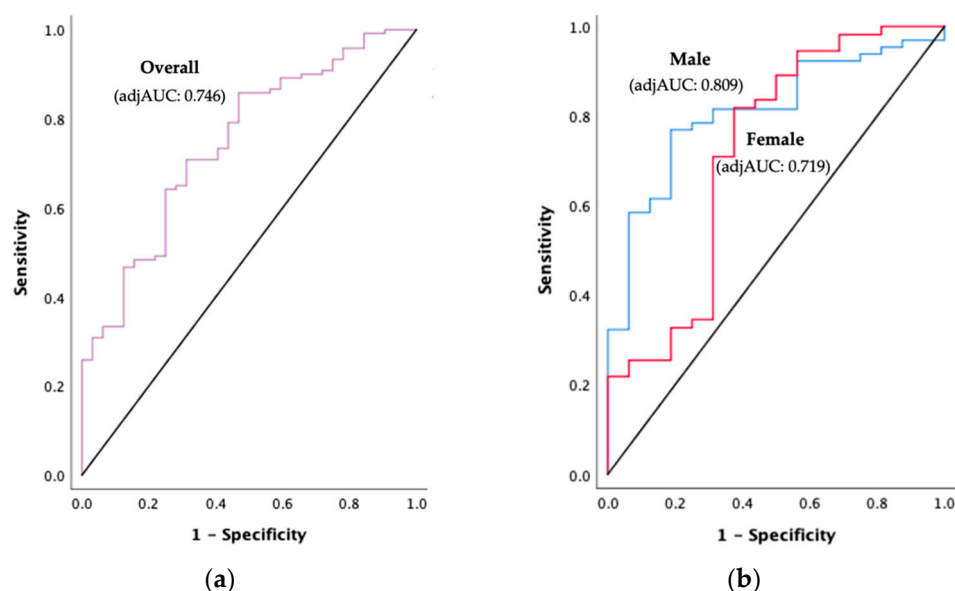 1.0
0.8
0.6
0.4
0.2
0.0
Sensitivity
Overall
(adjAUC: 0.746)
0.0 0.2 0.4 0.6 0.8 1.0
1 – Specificity
(a)
1.0
0.8
0.6
0.4
0.2
0.0
Sensitivity
Male
(adjAUC: 0.809)
Female
(adjAUC: 0.719)
0.0 0.2 0.4 0.6 0.8 1.0
1 – Specificity
(b)